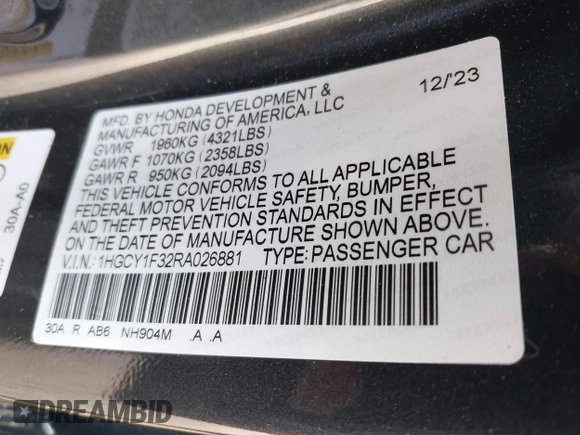 12/'23
MFD. BY HONDA DEVELOPMENT &
MANUFACTURING OF AMERICA, LLC
GVWR 1960KG (4321LBS)
GAWR F 1070KG (2358LBS)
GAWR R 950KG (2094LBS)
THIS VEHICLE CONFORMS TO ALL APPLICABLE
FEDERAL MOTOR VEHICLE SAFETY, BUMPER,
AND THEFT PREVENTION STANDARDS IN EFFECT
ON THE DATE OF MANUFACTURE SHOWN ABOVE.
V.I.N.:1HGCY1F32RA026881 TYPE:PASSENGER CAR
30A R AB6 NH904M .A .A
30A-A0
DREAMBID